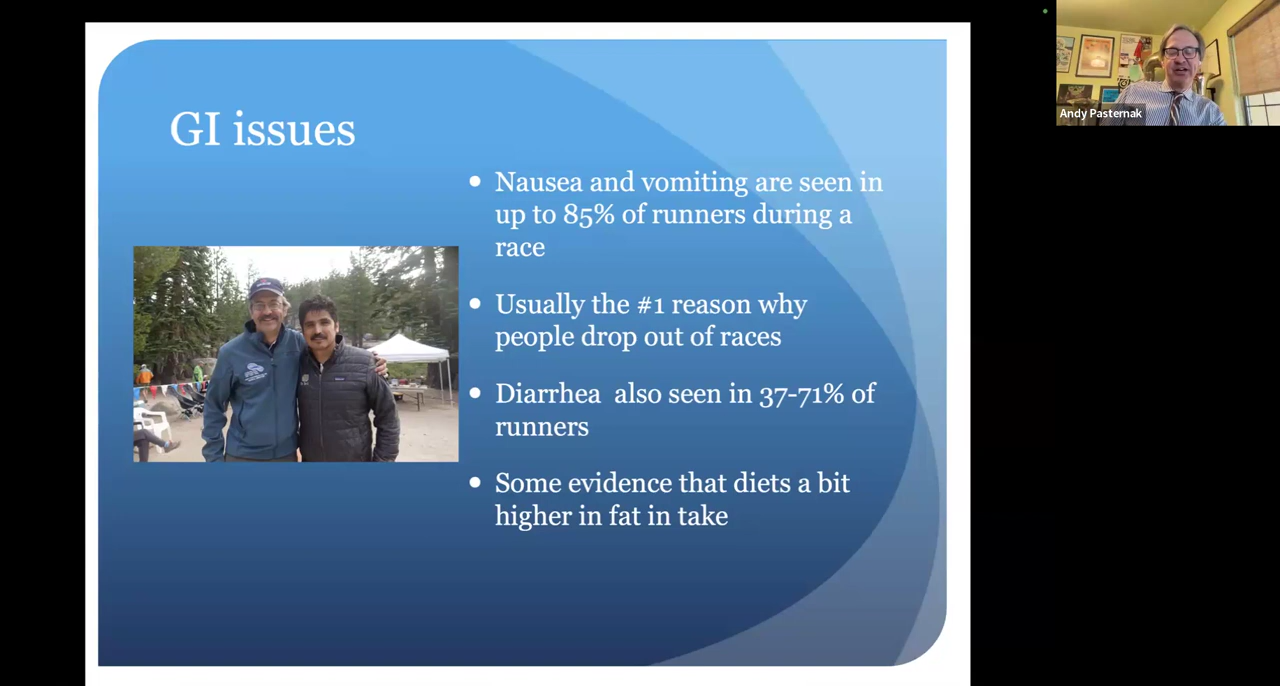 GI issues
Nausea and vomiting are seen in
up to 85% of runners during a
race
Usually the #1 reason why
people drop out of races
Diarrhea  also seen in 37-71% of
runners
Some evidence that diets a bit
higher in fat in take
Andy Pasternak